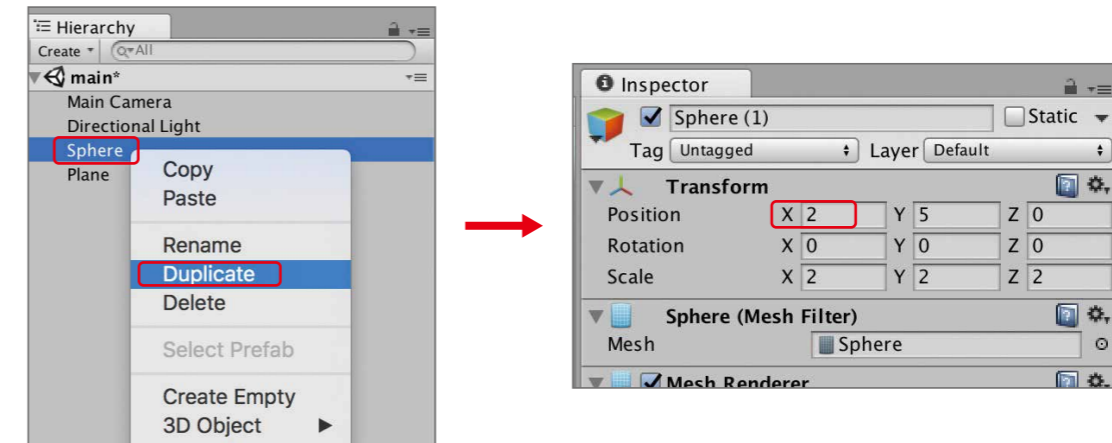 Hierarchy
Create All
main*
Main Camera
Directional Light
Sphere
Plane
Copy
Paste
Rename
Duplicate
Delete
Select Prefab
Create Empty
3D Object
Inspector
Sphere (1) Static
Tag Untagged Layer Default
Transform
Position X 2 Y 5 Z 0
Rotation X 0 Y 0 Z 0
Scale X 2 Y 2 Z 2
Sphere (Mesh Filter)
Mesh Sphere
Mesh Renderer